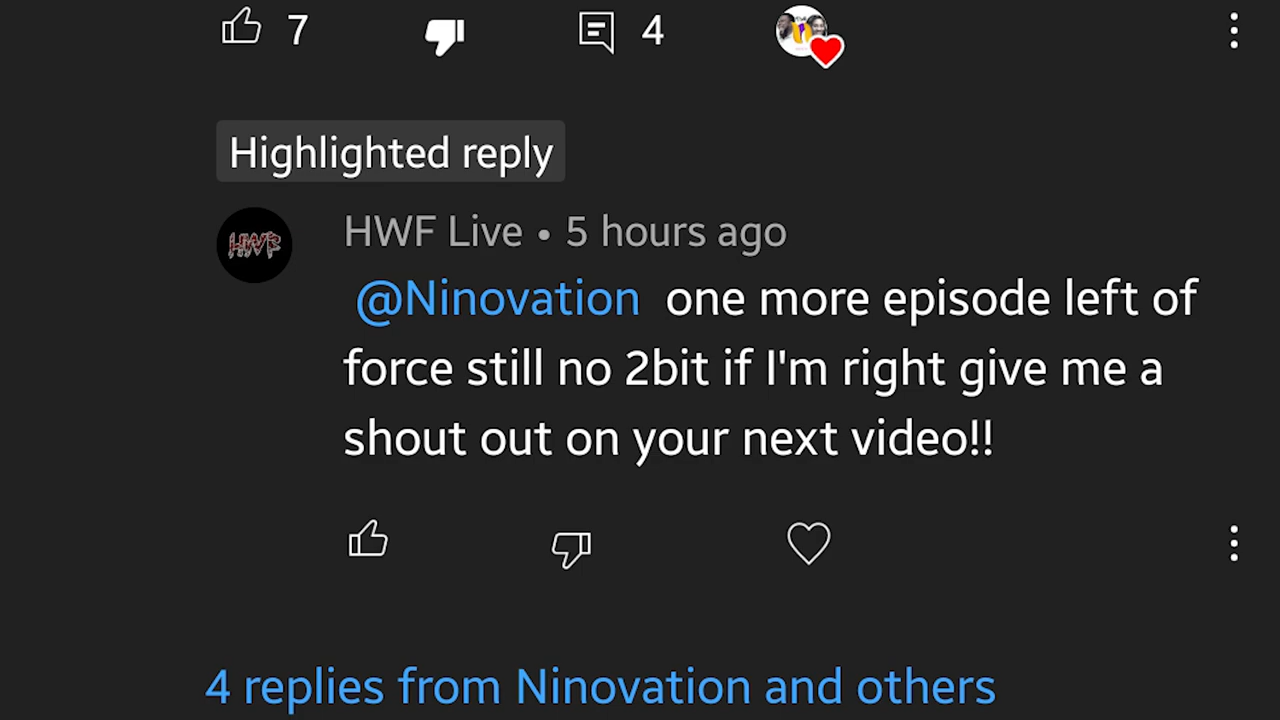 7 4
Highlighted reply
HWF
HWF Live • 5 hours ago
@Ninovation one more episode left of
force still no 2bit if I'm right give me a
shout out on your next video!!
4 replies from Ninovation and others